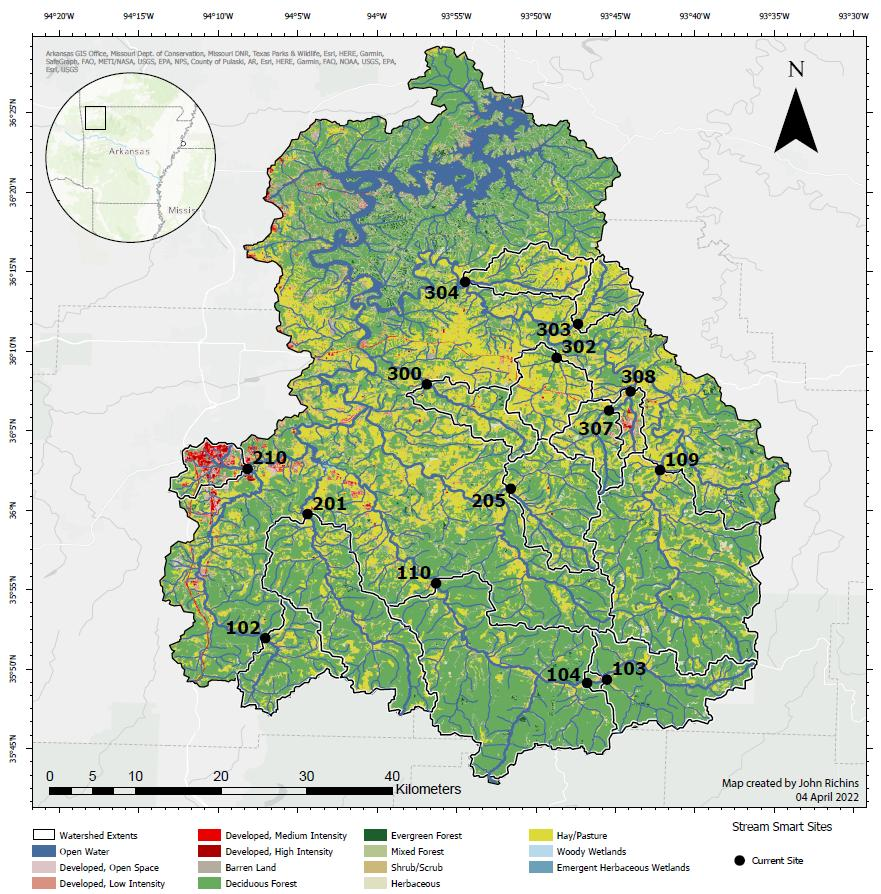 94°20'W 94°15'W 94°10'W 94°5'W 94°W 93°55'W 93°50'W 93°45'W 93°40'W 93°35'W 93°30'W
Arkansas GIS Office, Missouri Dept. of Conservation, Missouri DNR, Texas Parks & Wildlife, Esri, HERE, Garmin,
SafeGraph, FAO, METI/NASA, USGS, EPA, NPS, County of Pulaski, AR, Esri, HERE, Garmin, FAO, NOAA, USGS, EPA,
Esri, USGS
N
Arkansas
Missis
36°25'N
36°20'N
36°15'N
36°10'N
36°5'N
36°N
35°55'N
35°50'N
35°45'N
304
303
302
300
308
307
210
109
205
201
110
102
104
103
0 5 10 20 30 40
Kilometers
Map created by John Richins
04 April 2022
Watershed Extents
Open Water
Developed, Open Space
Developed, Low Intensity
Developed, Medium Intensity
Developed, High Intensity
Barren Land
Deciduous Forest
Evergreen Forest
Mixed Forest
Shrub/Scrub
Herbaceous
Hay/Pasture
Woody Wetlands
Emergent Herbaceous Wetlands
Stream Smart Sites
Current Site